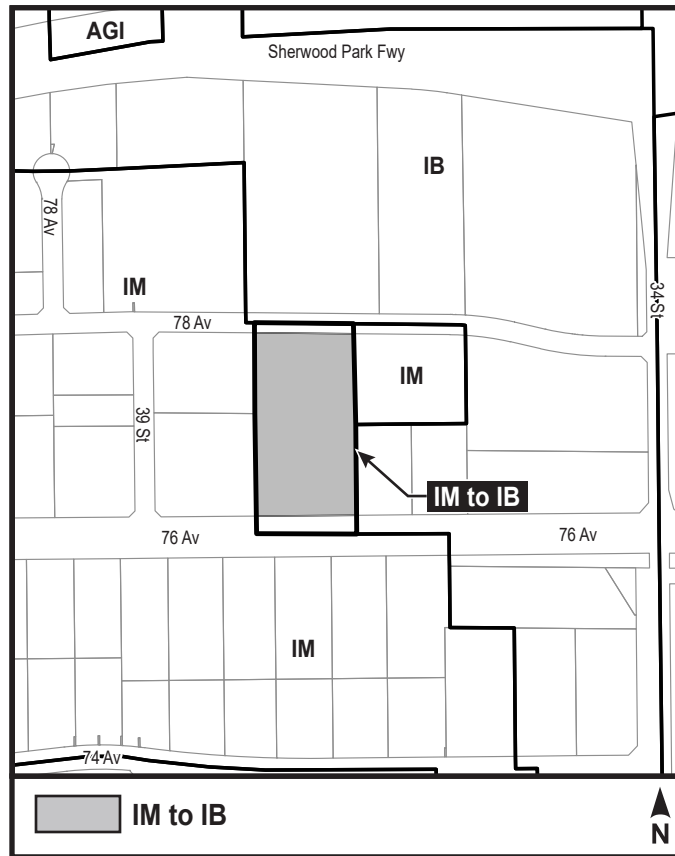 AGI
Sherwood Park Fwy
IB
78 Av
IM
34 St
78 Av
IM
39 St
IM to IB
76 Av
76 Av
IM
74 Av
IM to IB
N